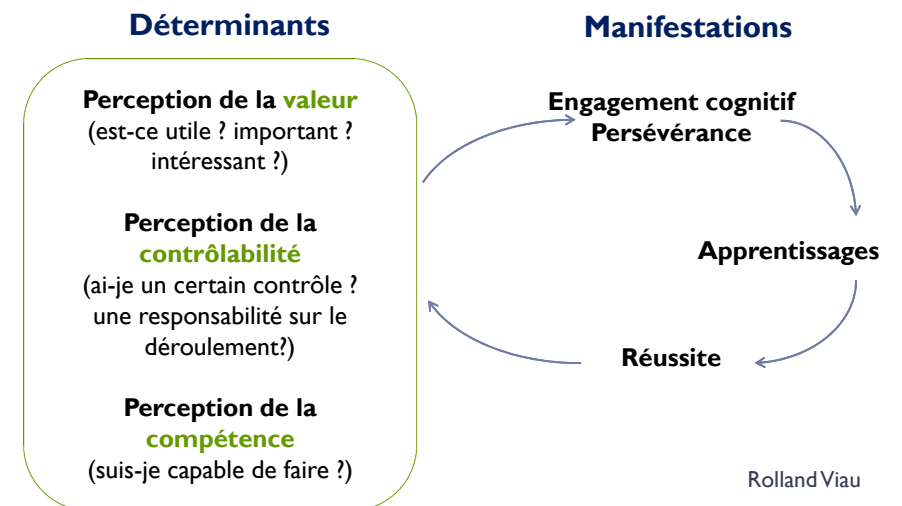 Déterminants
Perception de la valeur
(est-ce utile ? important ?
intéressant ?)
Perception de la
contrôlabilité
(ai-je un certain contrôle ?
une responsabilité sur le
déroulement?)
Perception de la
compétence
(suis-je capable de faire ?)
Manifestations
Engagement cognitif
Persévérance
Apprentissages
Réussite
Rolland Viau